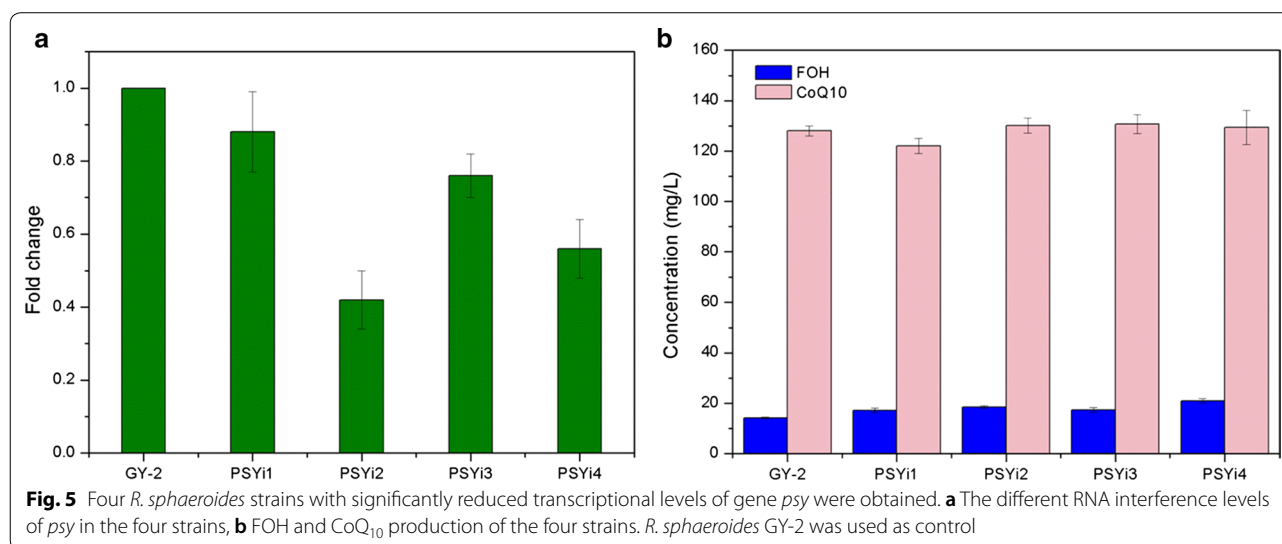 a
1.0
0.8
0.6
0.4
0.2
0.0
Fold change
GY-2 PSYi1 PSYi2 PSYi3 PSYi4
b
160
140
120
100
80
60
40
20
0
Concentration (mg/L)
FOH
CoQ10
GY-2 PSYi1 PSYi2 PSYi3 PSYi4
Fig. 5 Four R. sphaeroides strains with significantly reduced transcriptional levels of gene psy were obtained. a The different RNA interference levels
of psy in the four strains, b FOH and CoQ10 production of the four strains. R. sphaeroides GY-2 was used as control